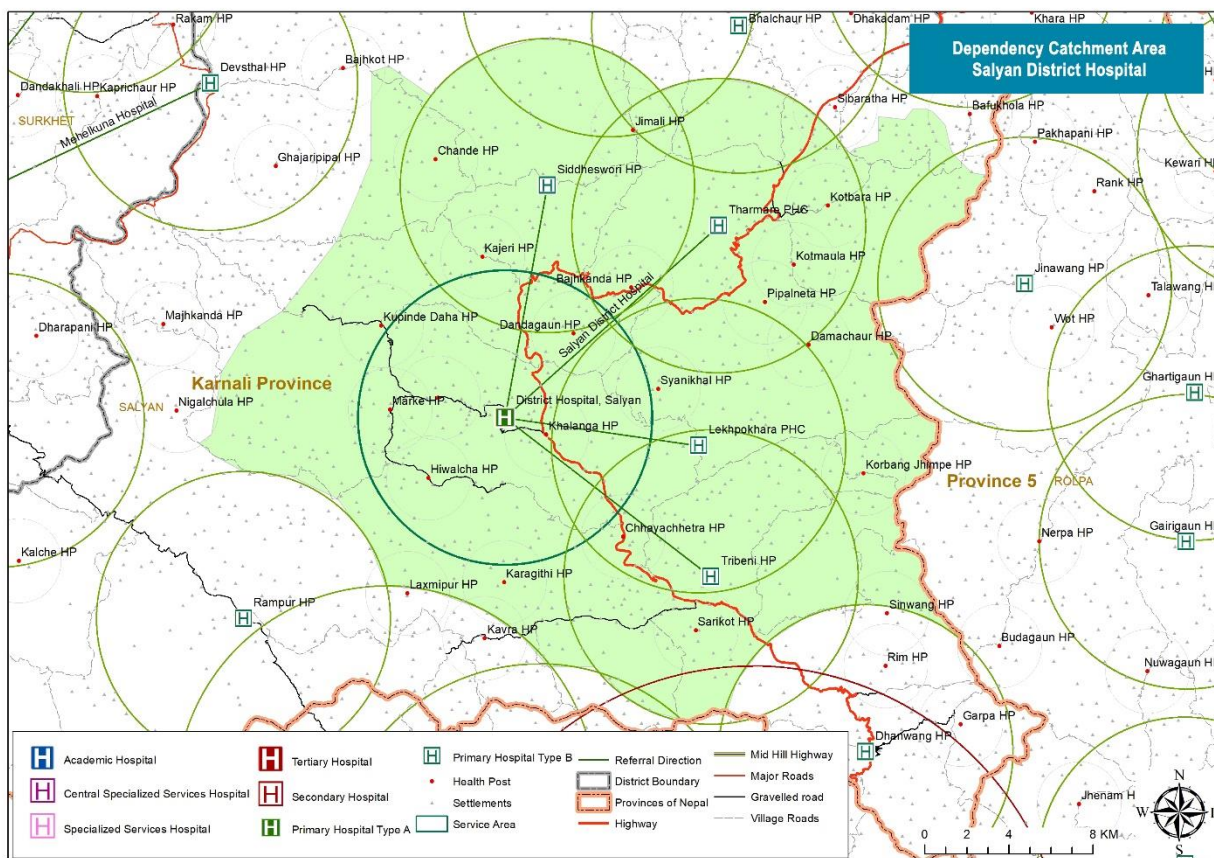 Dependency Catchment Area
Salyan District Hospital
Rakam HP
Bhalchaur HP
Dhakadam HP
Khara HP
Bajhkot HP
Devsthal HP
Dandakhali HP
Kaprichaur HP
Mehelkuna Hospital
SURKHET
Sibaratha HP
Bafukhola HP
Jimali HP
Pakhapani HP
Chande HP
Ghajaripipal HP
Siddheswori HP
Kewari H
Rank HP
Kotbara HP
Tharmare PHC
Kajeri HP
Kotmaula HP
Bajhkanda HP
Jinawang HP
Talawang H
Pipalneta HP
Salyan District Hospital
Majhkanda HP
Kupinde Daha HP
Dandagaun HP
Wot HP
Dharapani HP
Damachaur HP
Karnali Province
Syanikhal HP
Ghartigaun H
SALYAN
Nigalchula HP
Marke HP
District Hospital, Salyan
Khalanga HP
Lekhpokhara PHC
Hiwalcha HP
Korbang Jhimpe HP
Province 5
ROLPA
Chhayachhetra HP
Gairigaun H
Nerpa HP
Kalche HP
Tribeni HP
Karagithi HP
Laxmipur HP
Rampur HP
Sinwang HP
Sarikot HP
Kavra HP
Budagaun HP
Rim HP
Nuwagaun H
Garpa HP
Dhanwang HP
Jhenam H
Academic Hospital
Central Specialized Services Hospital
Specialized Services Hospital
Tertiary Hospital
Secondary Hospital
Primary Hospital Type A
Primary Hospital Type B
Health Post
Settlements
Service Area
Referral Direction
District Boundary
Provinces of Nepal
Highway
Mid Hill Highway
Major Roads
Gravelled road
Village Roads
0 2 4 8 KM
N
W
S